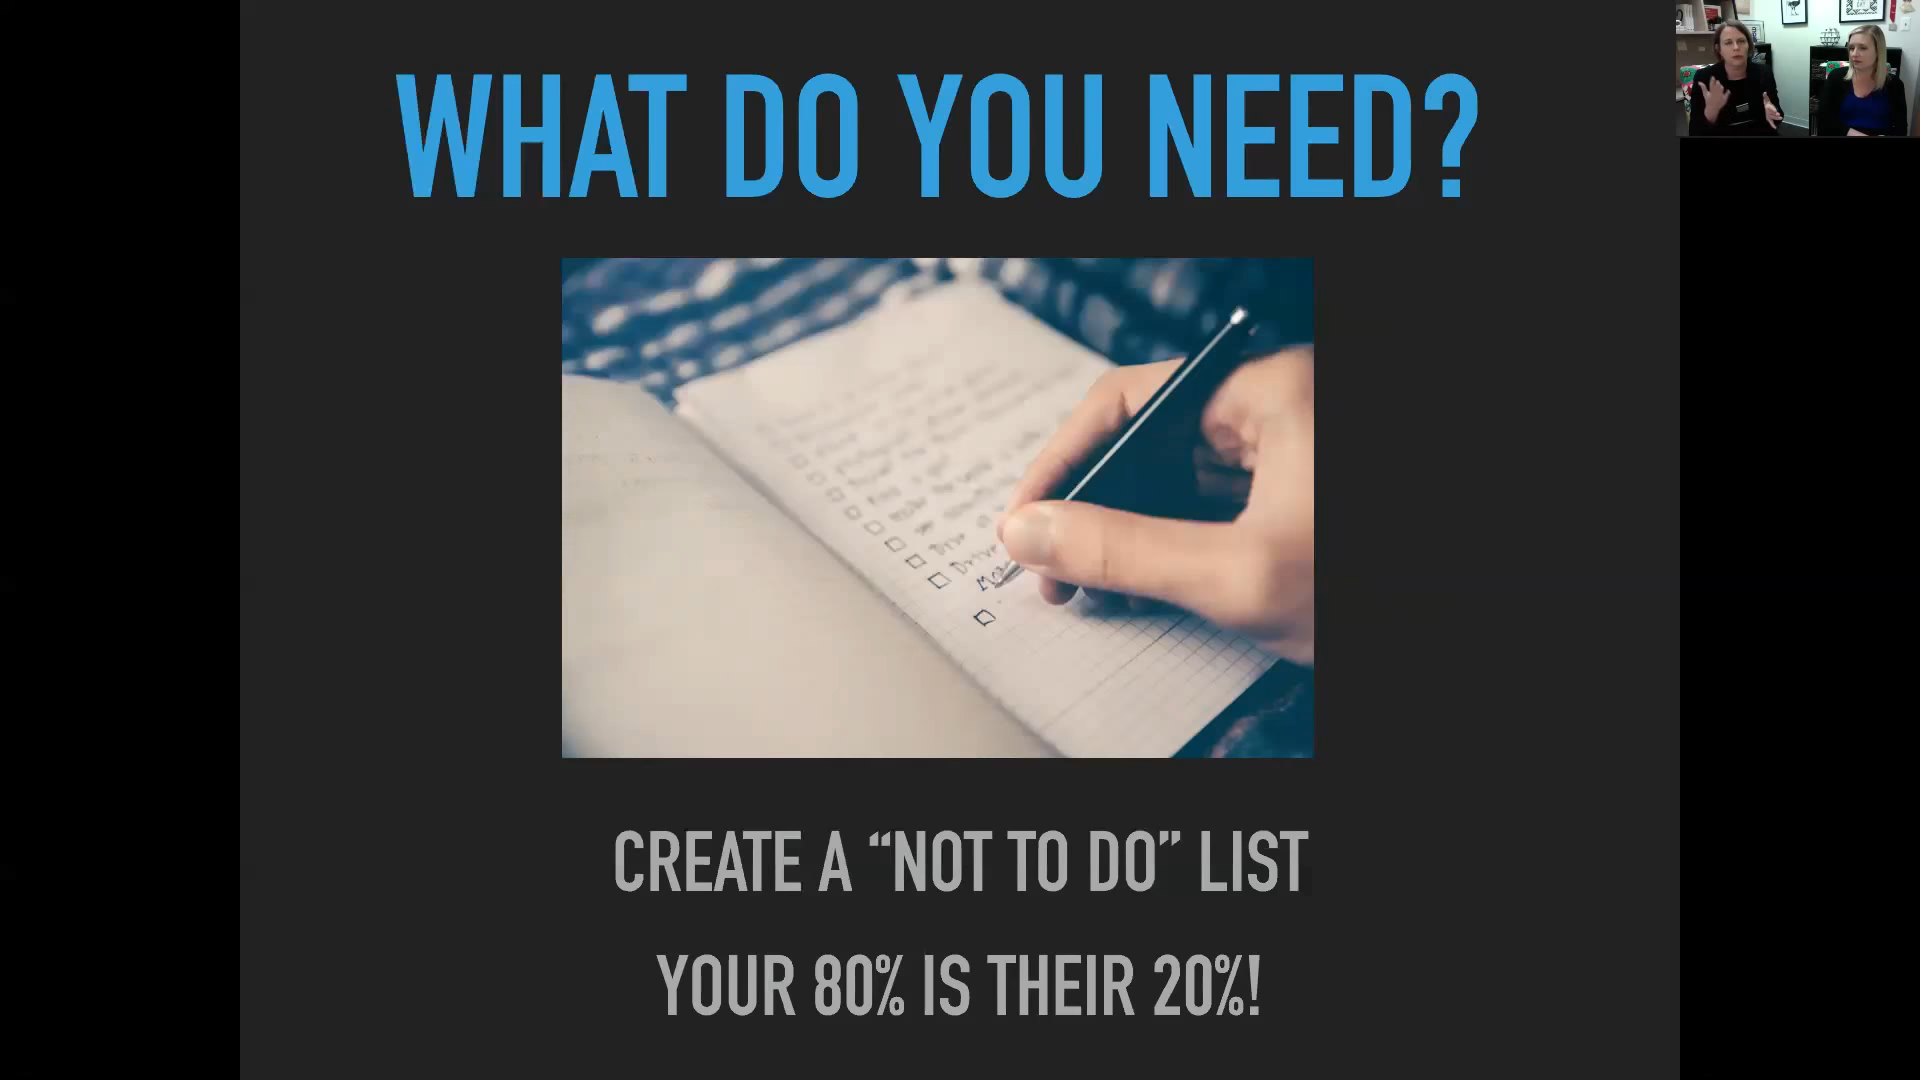 WHAT DO YOU NEED?
CREATE A “NOT TO DO” LIST
YOUR 80% IS THEIR 20%!